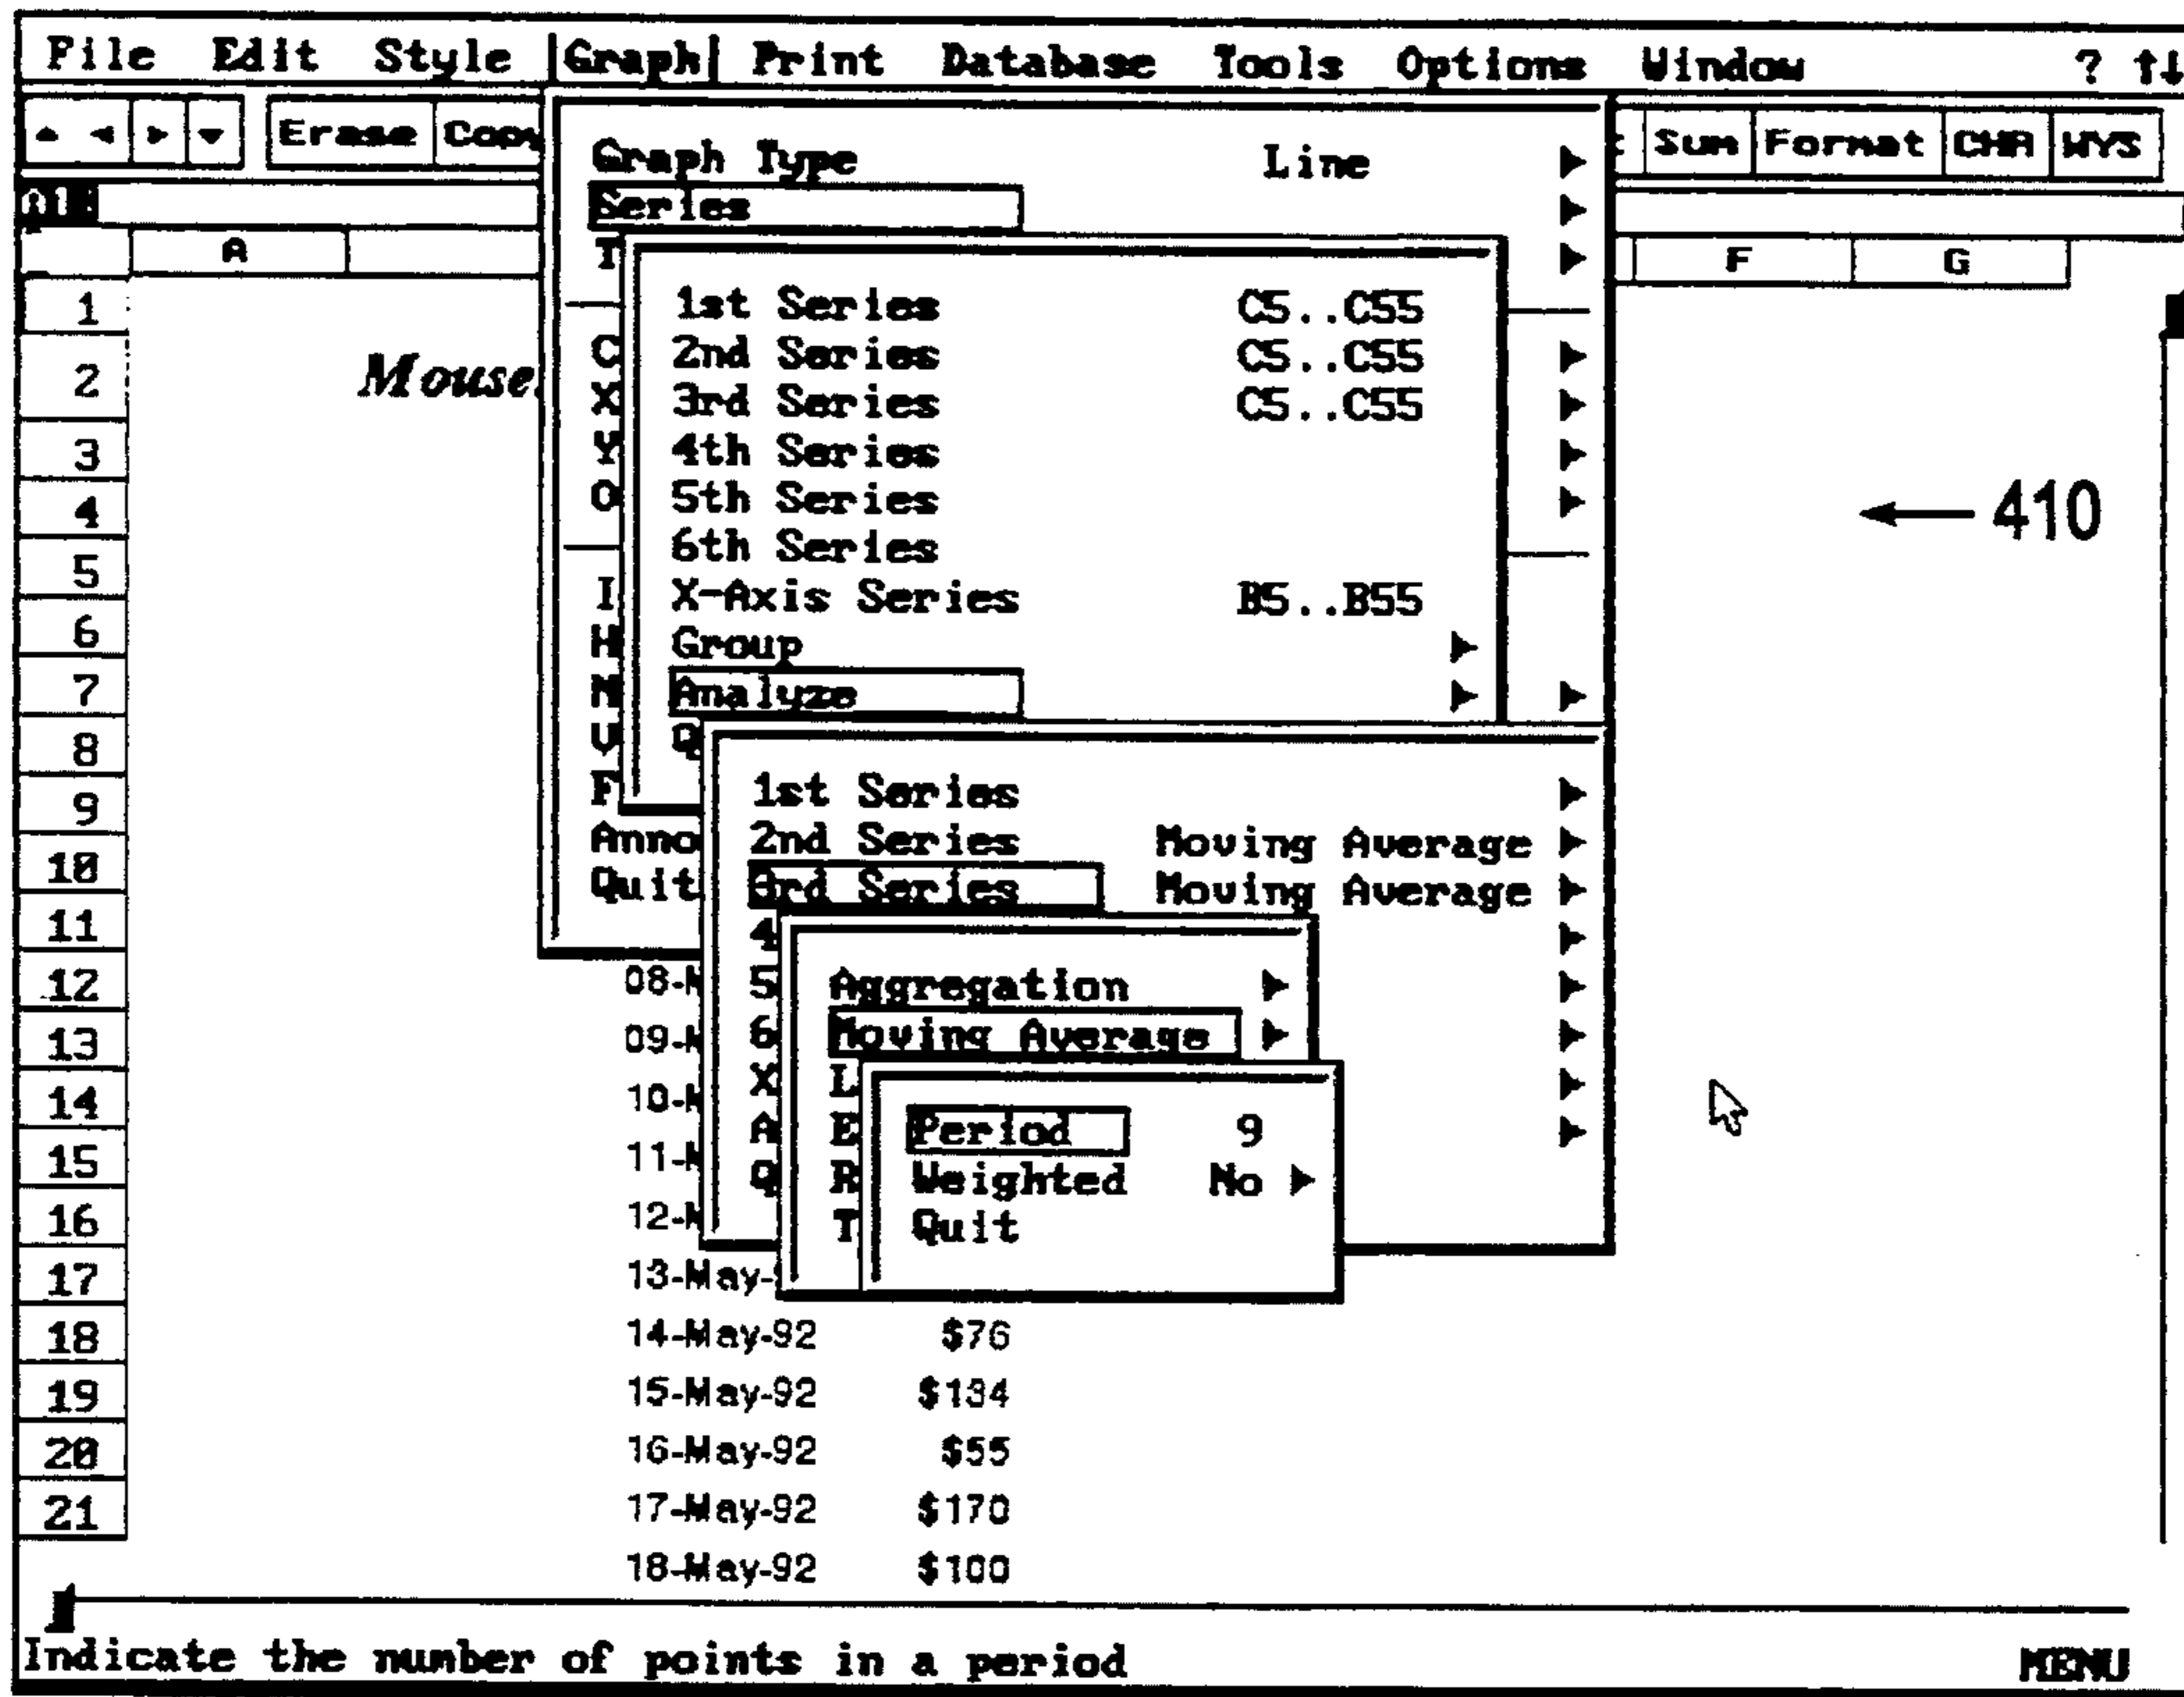 File Edit Style Graph Print Database Tools Options Window ? ↑↓
Erase Copy Sum Format CHR WYS
A1:
A F G
Graph Type Line
Series
T
1st Series C5..C55
2nd Series C5..C55
3rd Series C5..C55
4th Series
5th Series
6th Series
X-Axis Series B5..B55
Group
Analyze
Q
C
X
Y
O
I
H
N
V
F
Anno
Quit
1st Series
2nd Series Moving Average
3rd Series Moving Average
4
5
6
X
A
Q
Aggregation
Moving Average
L
E
R
T
Period 9
Weighted No
Quit
← 410
1
2 Mouse
3
4
5
6
7
8
9
10
11
12 08-M
13 09-M
14 10-M
15 11-M
16 12-M
17 13-May-
18 14-May-92 $76
19 15-May-92 $134
20 16-May-92 $55
21 17-May-92 $170
18-May-92 $100
Indicate the number of points in a period MENU